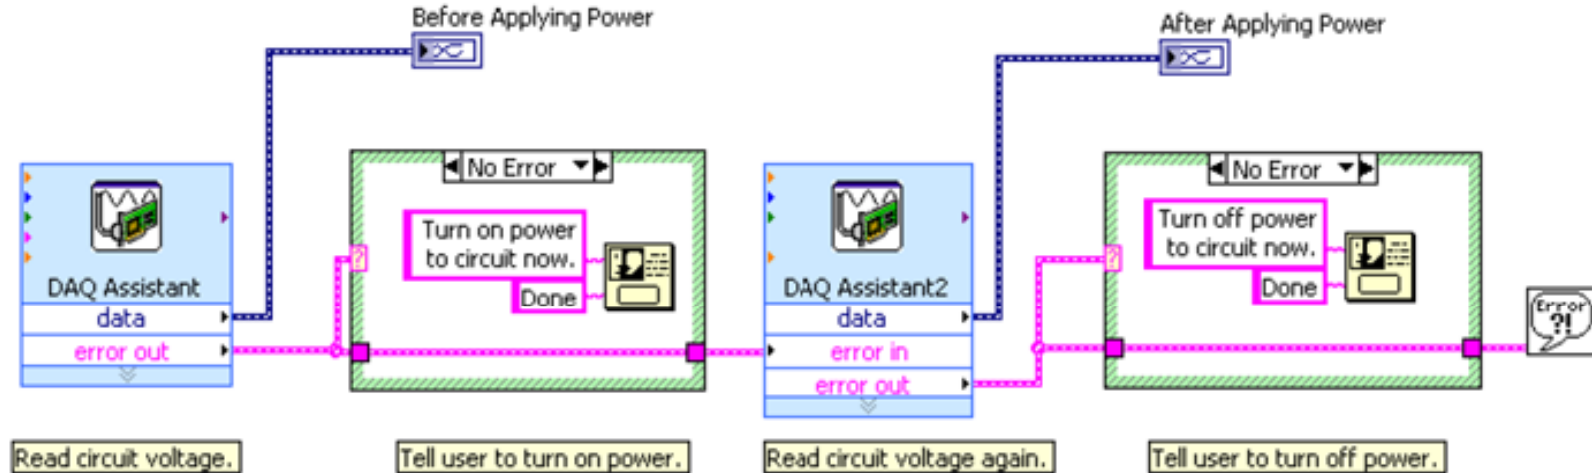 Before Applying Power
After Applying Power
No Error
Turn on power
to circuit now.
Done
DAQ Assistant
data
error out
No Error
Turn off power
to circuit now.
Done
DAQ Assistant2
data
error in
error out
?
?
Error
?!
Read circuit voltage.
Tell user to turn on power.
Read circuit voltage again.
Tell user to turn off power.